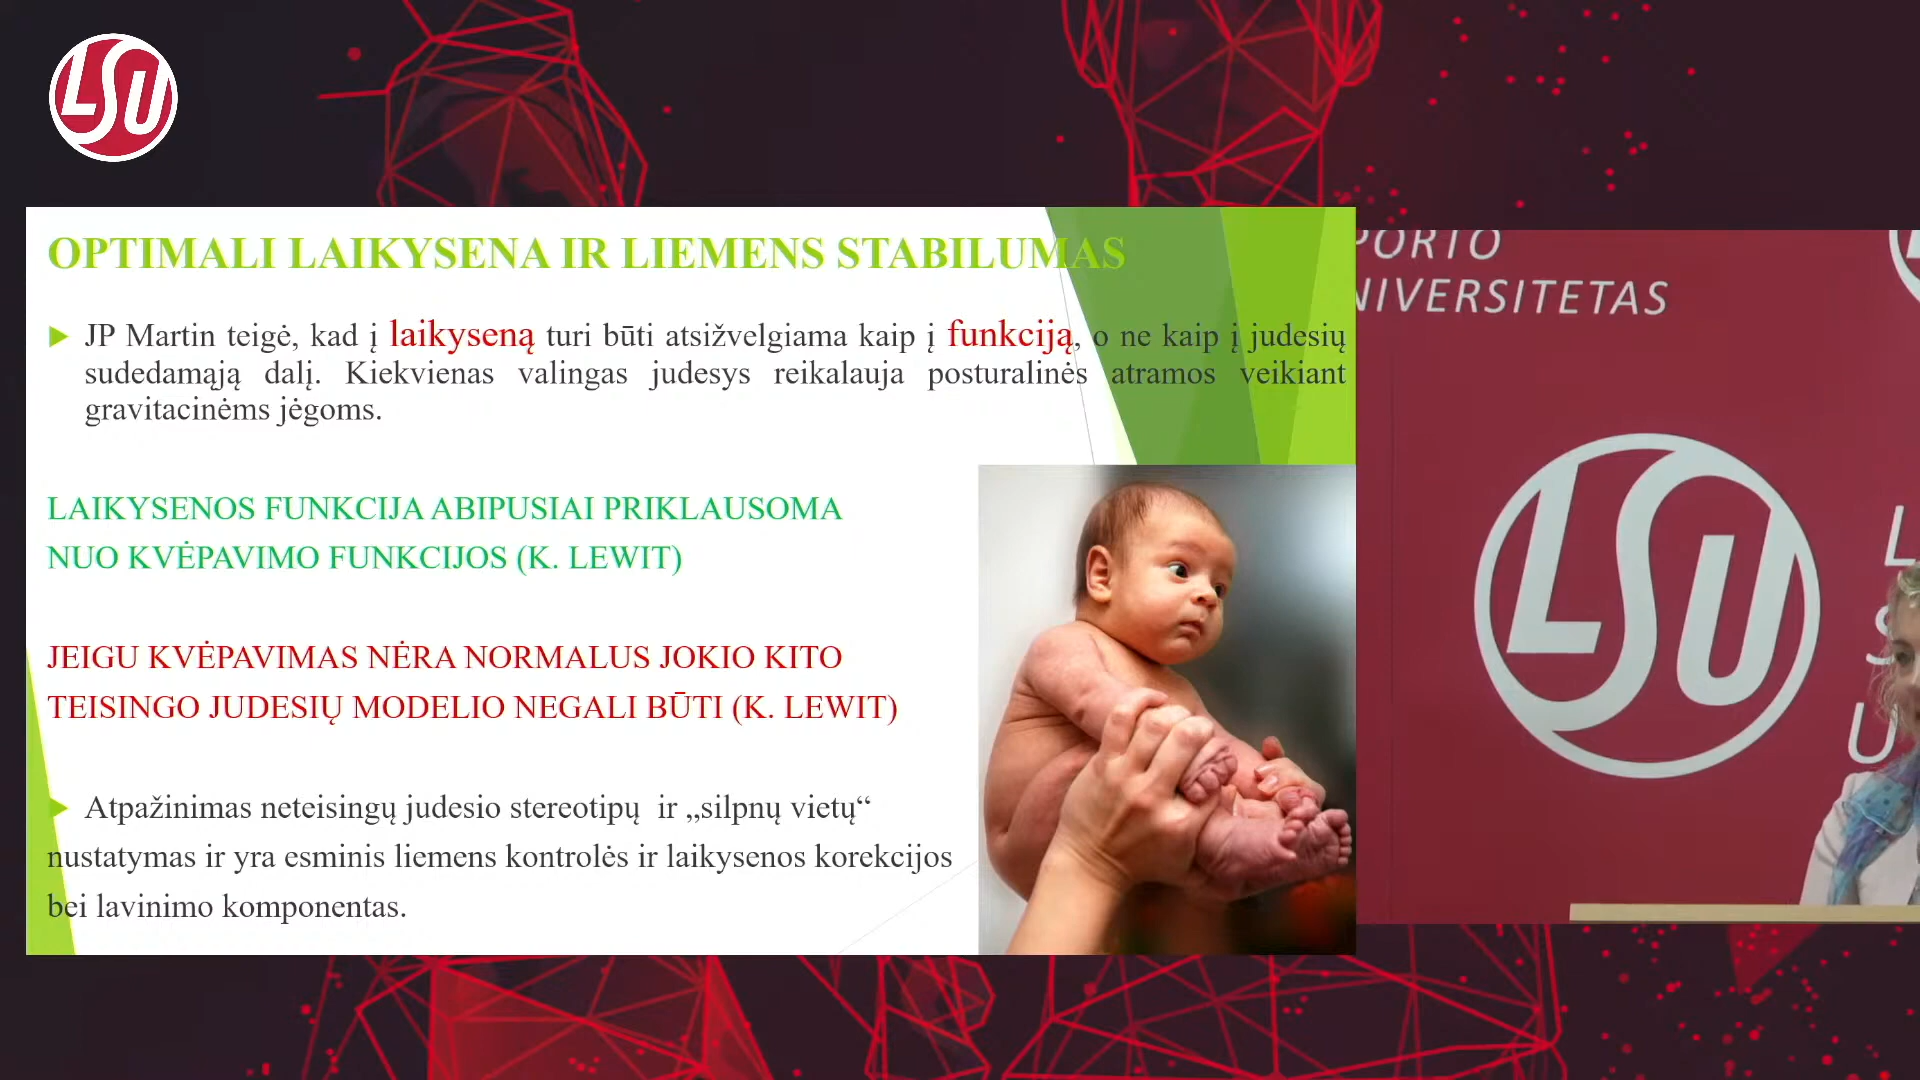 LSU
OPTIMALI LAIKYSENA IR LIEMENS STABILUMAS
JP Martin teigė, kad į laikyseną turi būti atsižvelgiama kaip į funkciją, o ne kaip į judesių
sudedamąją dalį. Kiekvienas valingas judesys reikalauja posturalinės atramos veikiant
gravitacinėms jėgoms.
LAIKYSENOS FUNKCIJA ABIPUSIAI PRIKLAUSOMA
NUO KVĖPAVIMO FUNKCIJOS (K. LEWIT)
JEIGU KVĖPAVIMAS NĖRA NORMALUS JOKIO KITO
TEISINGO JUDESIŲ MODELIO NEGALI BŪTI (K. LEWIT)
Atpažinimas neteisingų judesio stereotipų ir „silpnų vietų“
nustatymas ir yra esminis liemens kontrolės ir laikysenos korekcijos
bei lavinimo komponentas.
PORTO
NIVERSITETAS
LSU
L
S
U